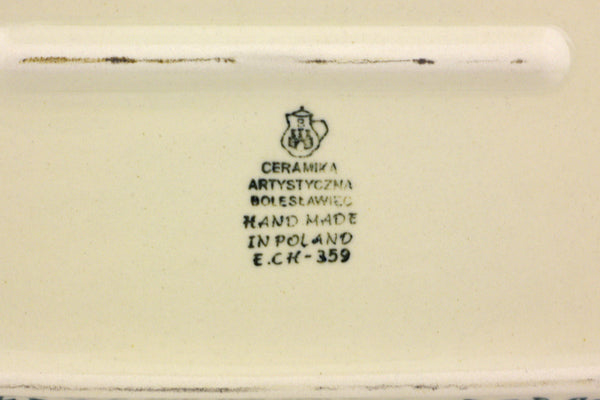 CERAMIKA
ARTYSTYCZNA
BOLESŁAWIEC
HAND MADE
IN POLAND
E.CH-359